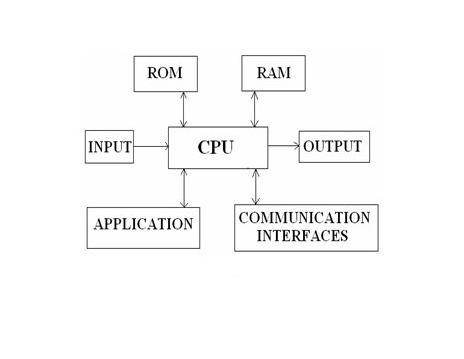 ROM
RAM
INPUT
CPU
OUTPUT
APPLICATION
COMMUNICATION
INTERFACES